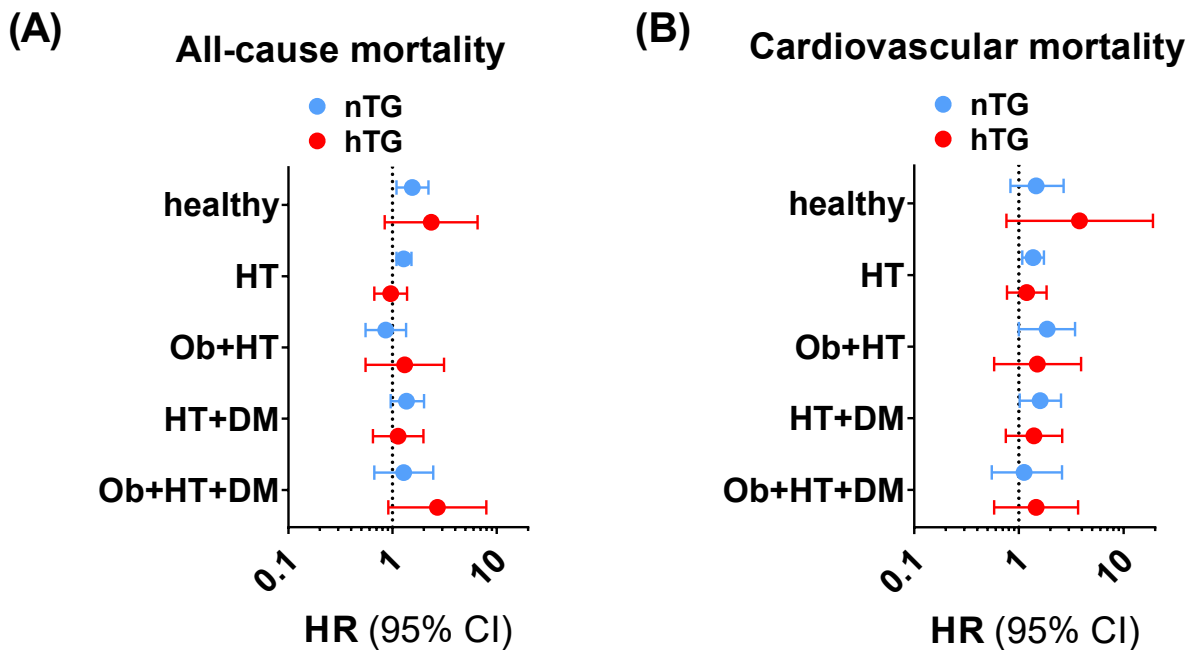 (A)
All-cause mortality
nTG
hTG
healthy
HT
Ob+HT
HT+DM
Ob+HT+DM
0.1
1
10
HR (95% CI)
(B)
Cardiovascular mortality
nTG
hTG
healthy
HT
Ob+HT
HT+DM
Ob+HT+DM
0.1
1
10
HR (95% CI)